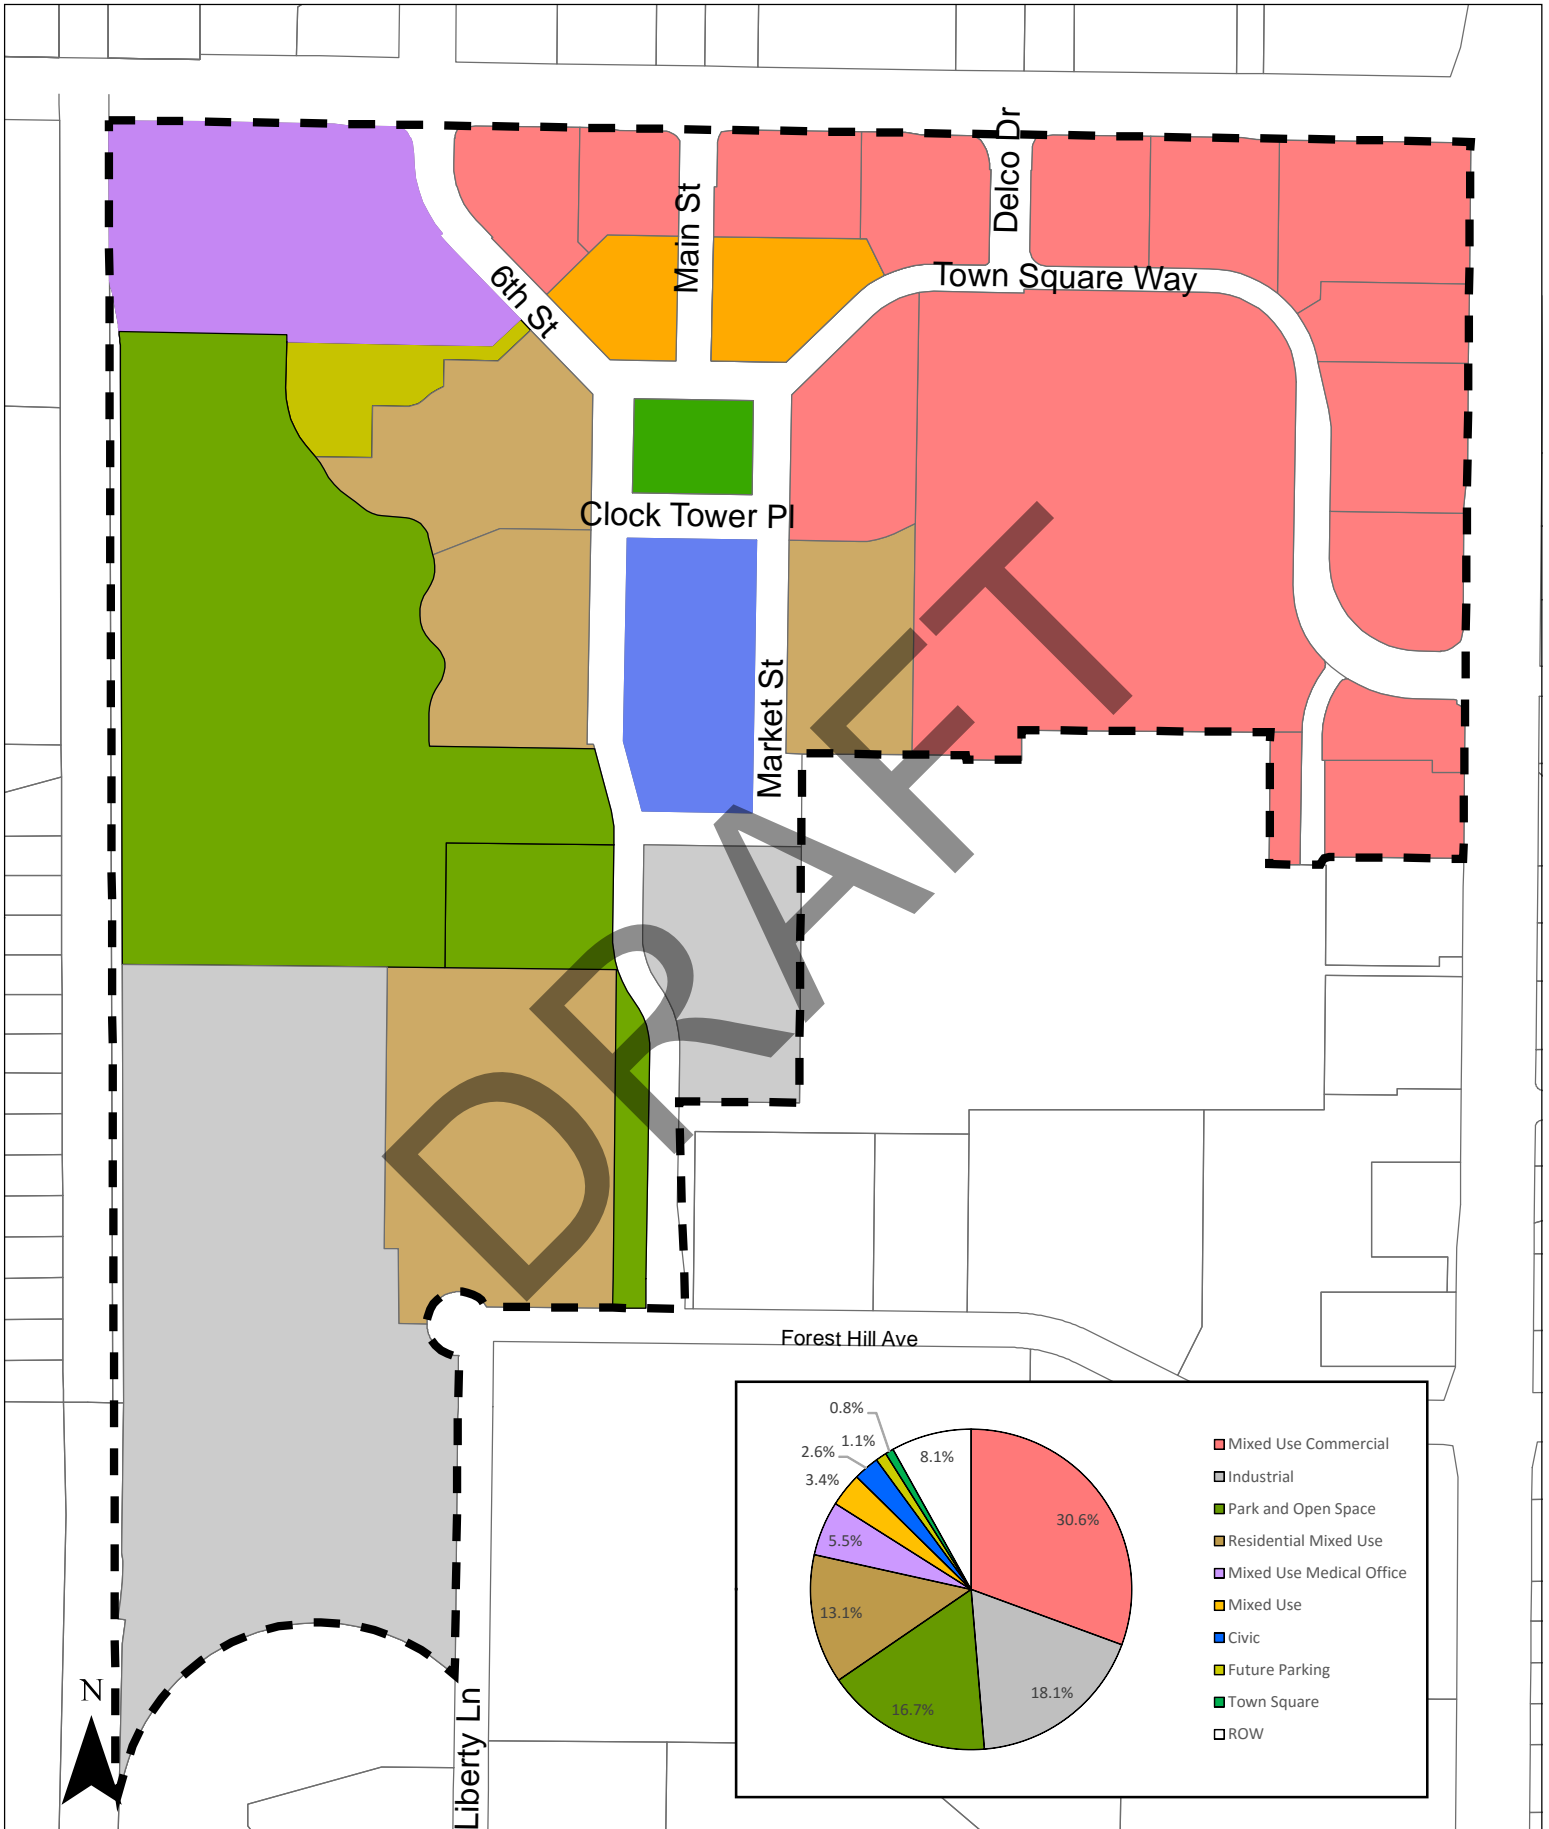 Delco Dr
Main St
6th St
Town Square Way
Clock Tower Pl
Market St
DRAFT
Forest Hill Ave
Liberty Ln
N
0.8%
1.1%
2.6%
3.4%
5.5%
13.1%
16.7%
18.1%
30.6%
8.1%
Mixed Use Commercial
Industrial
Park and Open Space
Residential Mixed Use
Mixed Use Medical Office
Mixed Use
Civic
Future Parking
Town Square
ROW